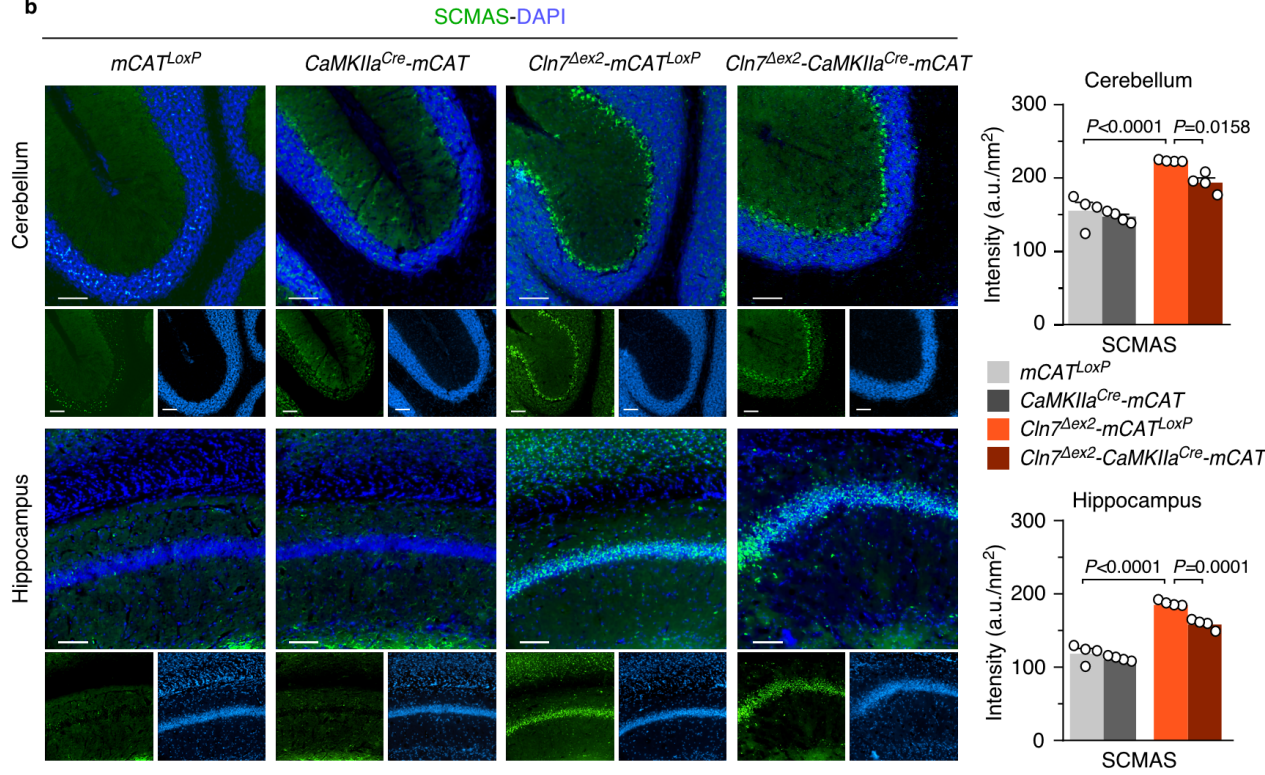 b
SCMAS-DAPI
mCAT^LoxP
CaMKIIa^Cre-mCAT
Cln7^Δex2-mCAT^LoxP
Cln7^Δex2-CaMKIIa^Cre-mCAT
Cerebellum
Hippocampus
Cerebellum
300
200
100
0
Intensity (a.u./nm²)
P<0.0001
P=0.0158
SCMAS
mCAT^LoxP
CaMKIIa^Cre-mCAT
Cln7^Δex2-mCAT^LoxP
Cln7^Δex2-CaMKIIa^Cre-mCAT
Hippocampus
300
200
100
0
Intensity (a.u./nm²)
P<0.0001
P=0.0001
SCMAS